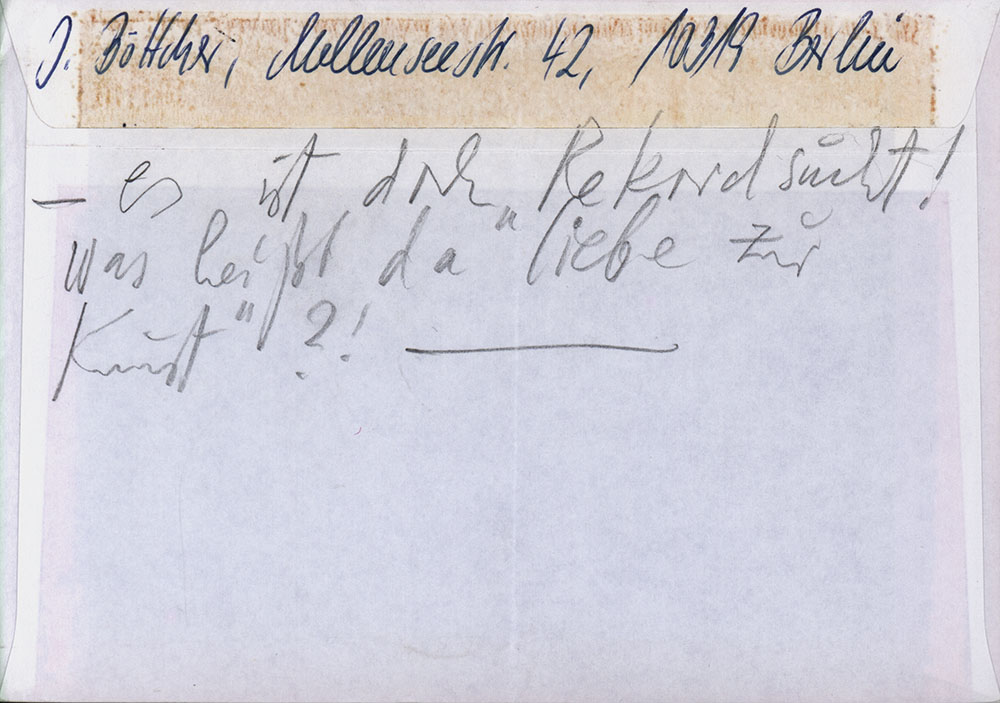 J. Böttcher, Mellenseestr. 42, 10319 Berlin
– es ist doch Rekordsucht!
was heißt da "liebe zur
Kunst" ?!